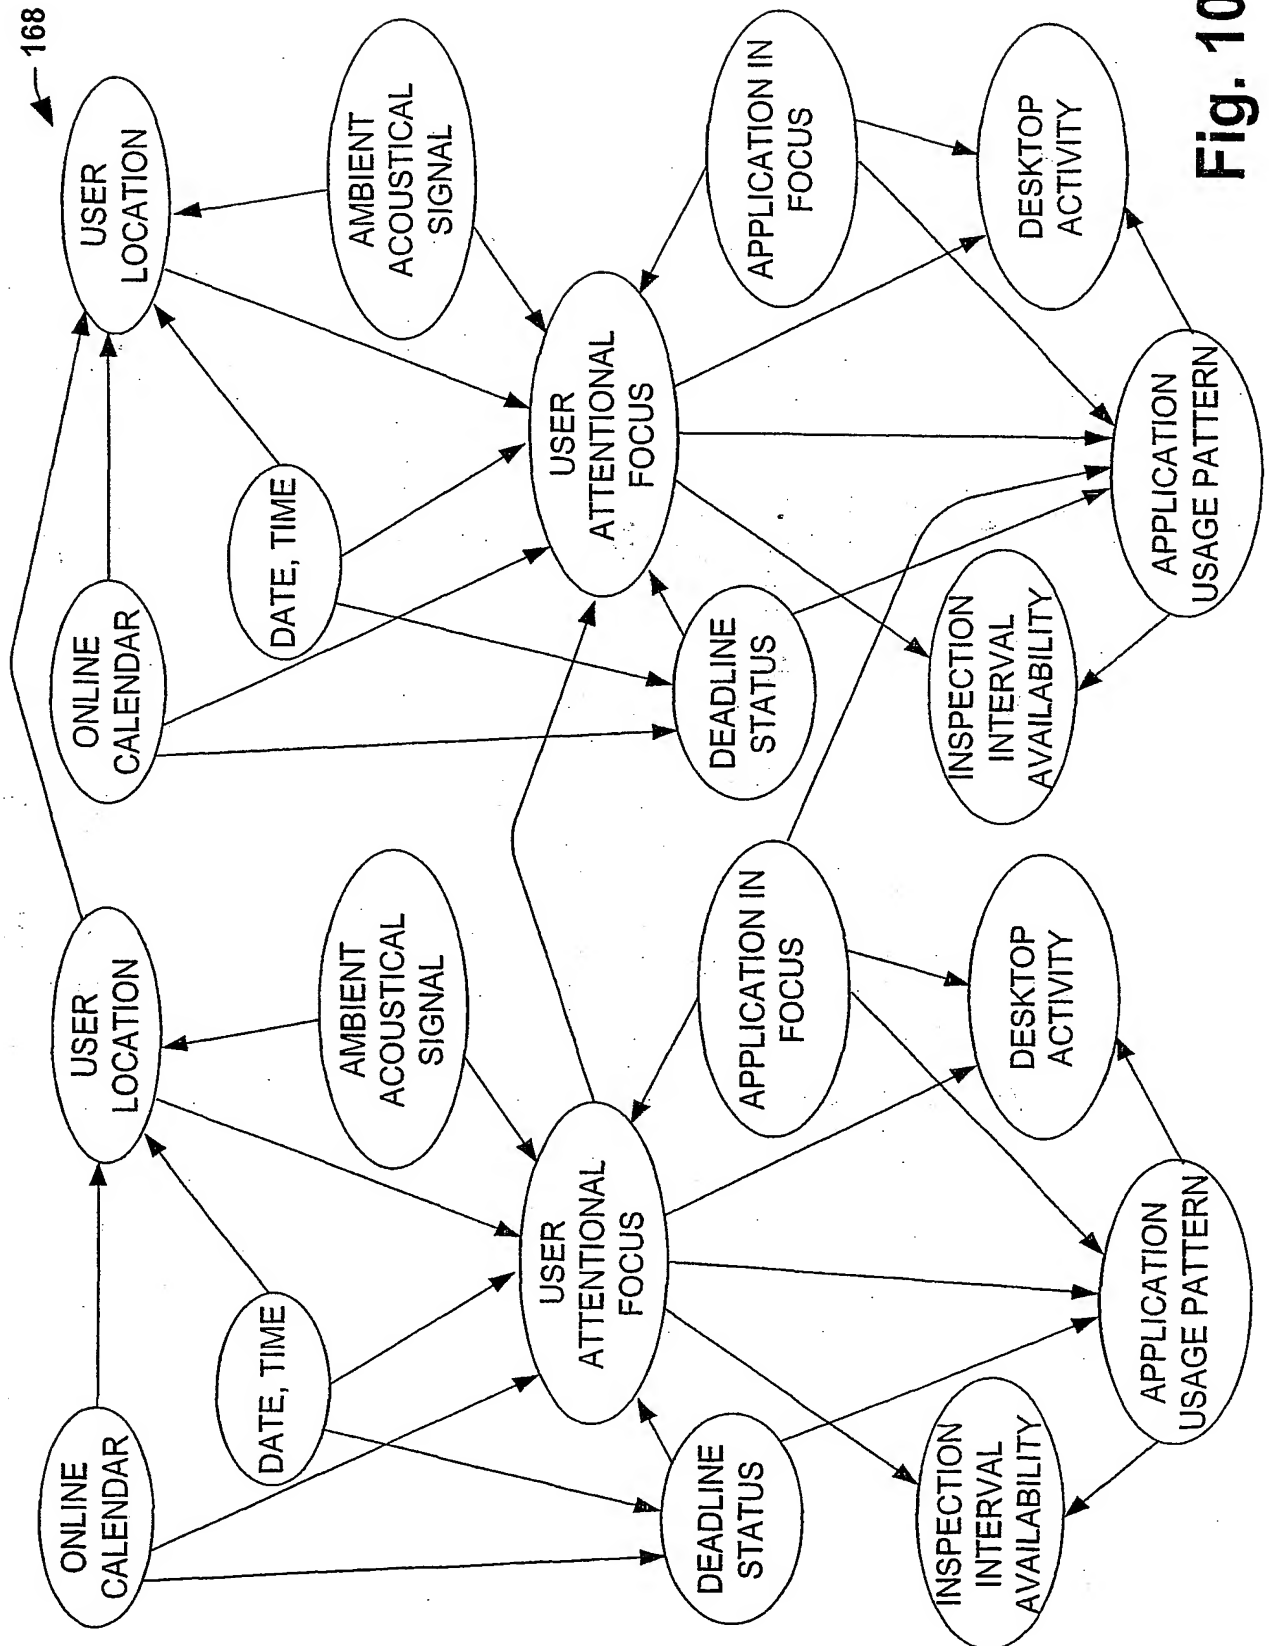 168
ONLINE
CALENDAR
USER
LOCATION
DATE, TIME
AMBIENT
ACOUSTICAL
SIGNAL
USER
ATTENTIONAL
FOCUS
DEADLINE
STATUS
APPLICATION IN
FOCUS
INSPECTION
INTERVAL
AVAILABILITY
DESKTOP
ACTIVITY
APPLICATION
USAGE PATTERN
ONLINE
CALENDAR
USER
LOCATION
DATE, TIME
AMBIENT
ACOUSTICAL
SIGNAL
USER
ATTENTIONAL
FOCUS
DEADLINE
STATUS
APPLICATION IN
FOCUS
INSPECTION
INTERVAL
AVAILABILITY
DESKTOP
ACTIVITY
APPLICATION
USAGE PATTERN
Fig. 10